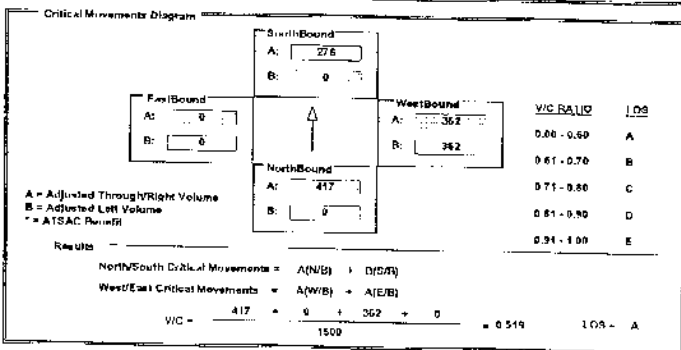 Critical Movements Diagram
SouthBound
A: 276
B: 0
EastBound
A: 0
B: 0
WestBound
A: 362
B: 362
NorthBound
A: 417
B: 0
V/C RATIO LOS
0.00 - 0.60 A
0.61 - 0.70 B
0.71 - 0.80 C
0.81 - 0.90 D
0.91 - 1.00 E
A = Adjusted Through/Right Volume
B = Adjusted Left Volume
* = ATSAC Benefit
Results
North/South Critical Movements = A(N/B) + B(S/B)
West/East Critical Movements = A(W/B) + A(E/B)
V/C = 417 + 0 + 362 + 0 = 0.519 LOS = A
1500